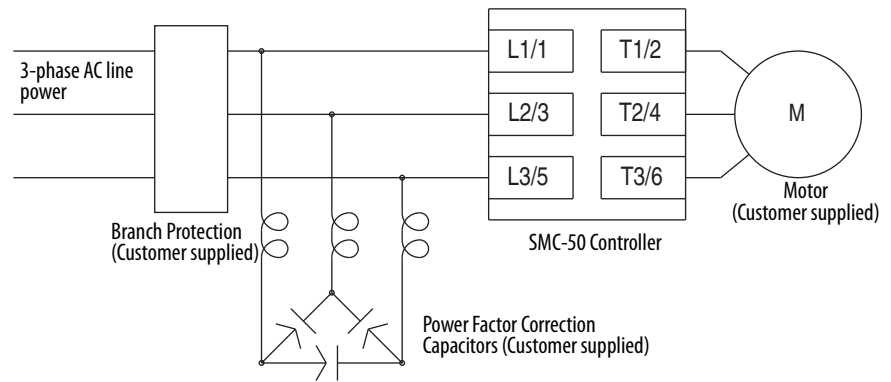 3-phase AC line
power
L1/1
T1/2
L2/3
T2/4
M
L3/5
T3/6
Branch Protection
(Customer supplied)
Motor
(Customer supplied)
SMC-50 Controller
Power Factor Correction
Capacitors (Customer supplied)